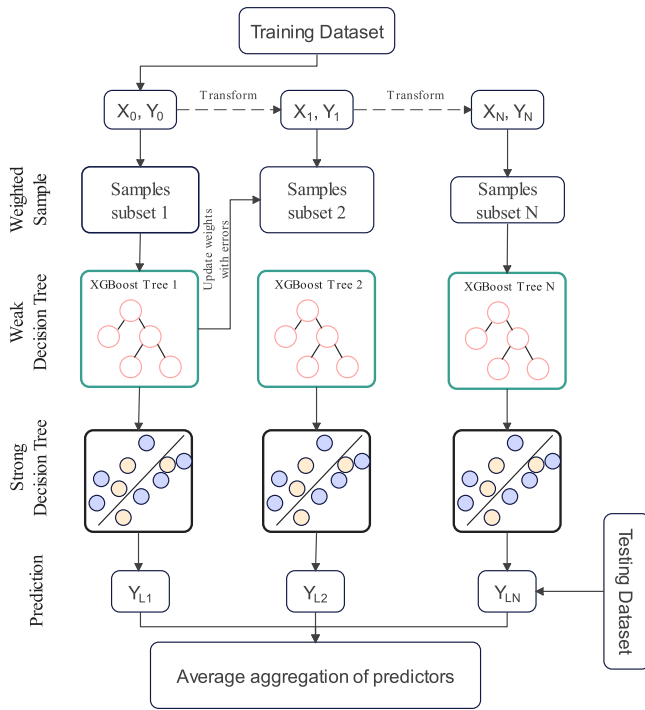 Training Dataset
X0, Y0
Transform
X1, Y1
Transform
XN, YN
Weighted
Sample
Samples
subset 1
Samples
subset 2
Samples
subset N
Update weights
with errors
Weak
Decision Tree
XGBoost Tree 1
XGBoost Tree 2
XGBoost Tree N
Strong
Decision Tree
Prediction
YL1
YL2
YLN
Testing Dataset
Average aggregation of predictors